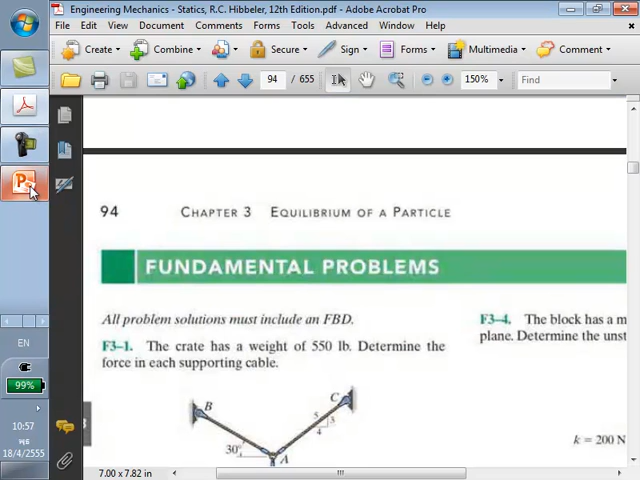 Engineering Mechanics - Statics, R.C. Hibbeler, 12th Edition.pdf - Adobe Acrobat Pro
File Edit View Document Comments Forms Tools Advanced Window Help
Create Combine Secure Sign Forms Multimedia Comment
94 / 655 150% Find
94 CHAPTER 3 EQUILIBRIUM OF A PARTICLE
FUNDAMENTAL PROBLEMS
All problem solutions must include an FBD.
F3–1. The crate has a weight of 550 lb. Determine the
force in each supporting cable.
F3–4. The block has a m
plane. Determine the unst
B
C
5
3
4
30°
A
k = 200 N
7.00 x 7.82 in
EN
99%
10:57
พุธ
18/4/2555